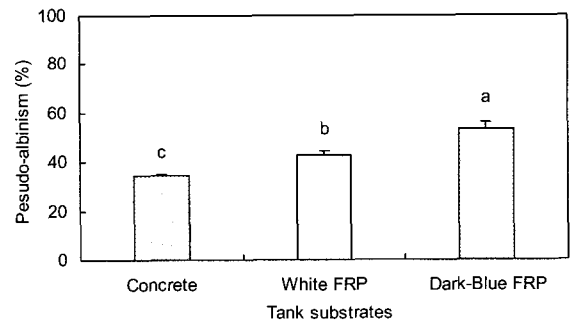 100
80
60
40
20
0
Pesudo-albinism (%)
c
b
a
Concrete White FRP Dark-Blue FRP
Tank substrates